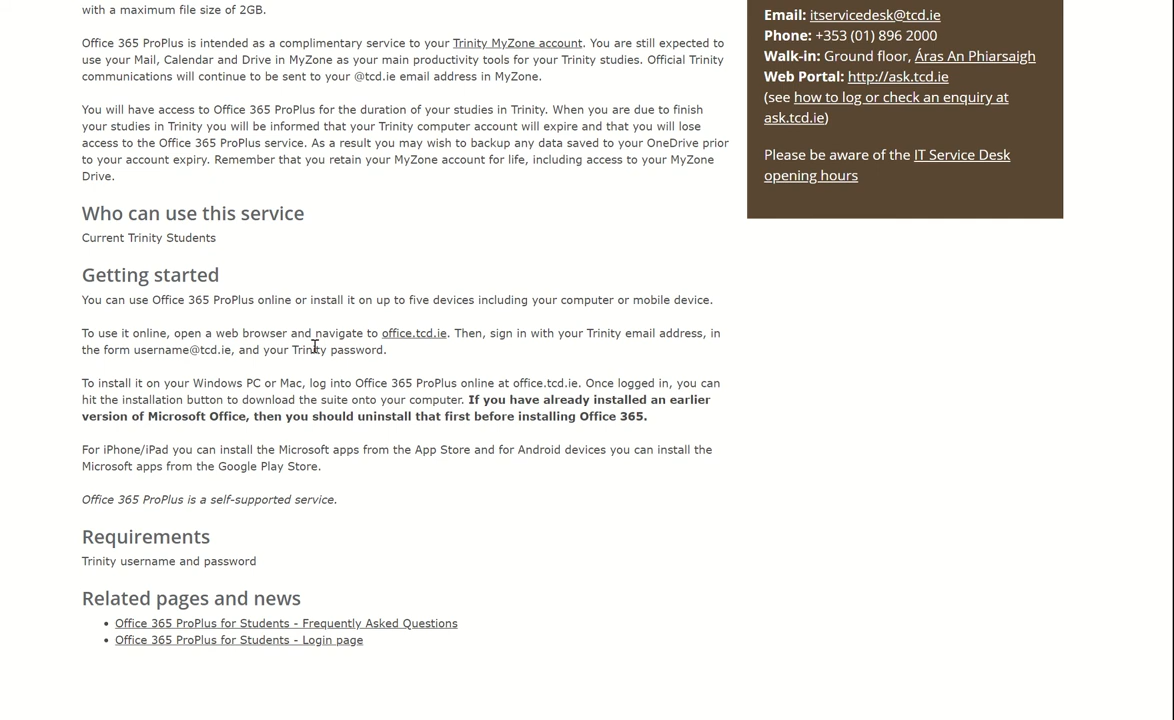 with a maximum file size of 2GB.
Office 365 ProPlus is intended as a complimentary service to your Trinity MyZone account. You are still expected to
use your Mail, Calendar and Drive in MyZone as your main productivity tools for your Trinity studies. Official Trinity
communications will continue to be sent to your @tcd.ie email address in MyZone.
You will have access to Office 365 ProPlus for the duration of your studies in Trinity. When you are due to finish
your studies in Trinity you will be informed that your Trinity computer account will expire and that you will lose
access to the Office 365 ProPlus service. As a result you may wish to backup any data saved to your OneDrive prior
to your account expiry. Remember that you retain your MyZone account for life, including access to your MyZone
Drive.
Who can use this service
Current Trinity Students
Getting started
You can use Office 365 ProPlus online or install it on up to five devices including your computer or mobile device.
To use it online, open a web browser and navigate to office.tcd.ie. Then, sign in with your Trinity email address, in
the form username@tcd.ie, and your Trinity password.
To install it on your Windows PC or Mac, log into Office 365 ProPlus online at office.tcd.ie. Once logged in, you can
hit the installation button to download the suite onto your computer. If you have already installed an earlier
version of Microsoft Office, then you should uninstall that first before installing Office 365.
For iPhone/iPad you can install the Microsoft apps from the App Store and for Android devices you can install the
Microsoft apps from the Google Play Store.
Office 365 ProPlus is a self-supported service.
Requirements
Trinity username and password
Related pages and news
• Office 365 ProPlus for Students - Frequently Asked Questions
• Office 365 ProPlus for Students - Login page
Email: itservicedesk@tcd.ie
Phone: +353 (01) 896 2000
Walk-in: Ground floor, Áras An Phiarsaigh
Web Portal: http://ask.tcd.ie
(see how to log or check an enquiry at
ask.tcd.ie)
Please be aware of the IT Service Desk
opening hours